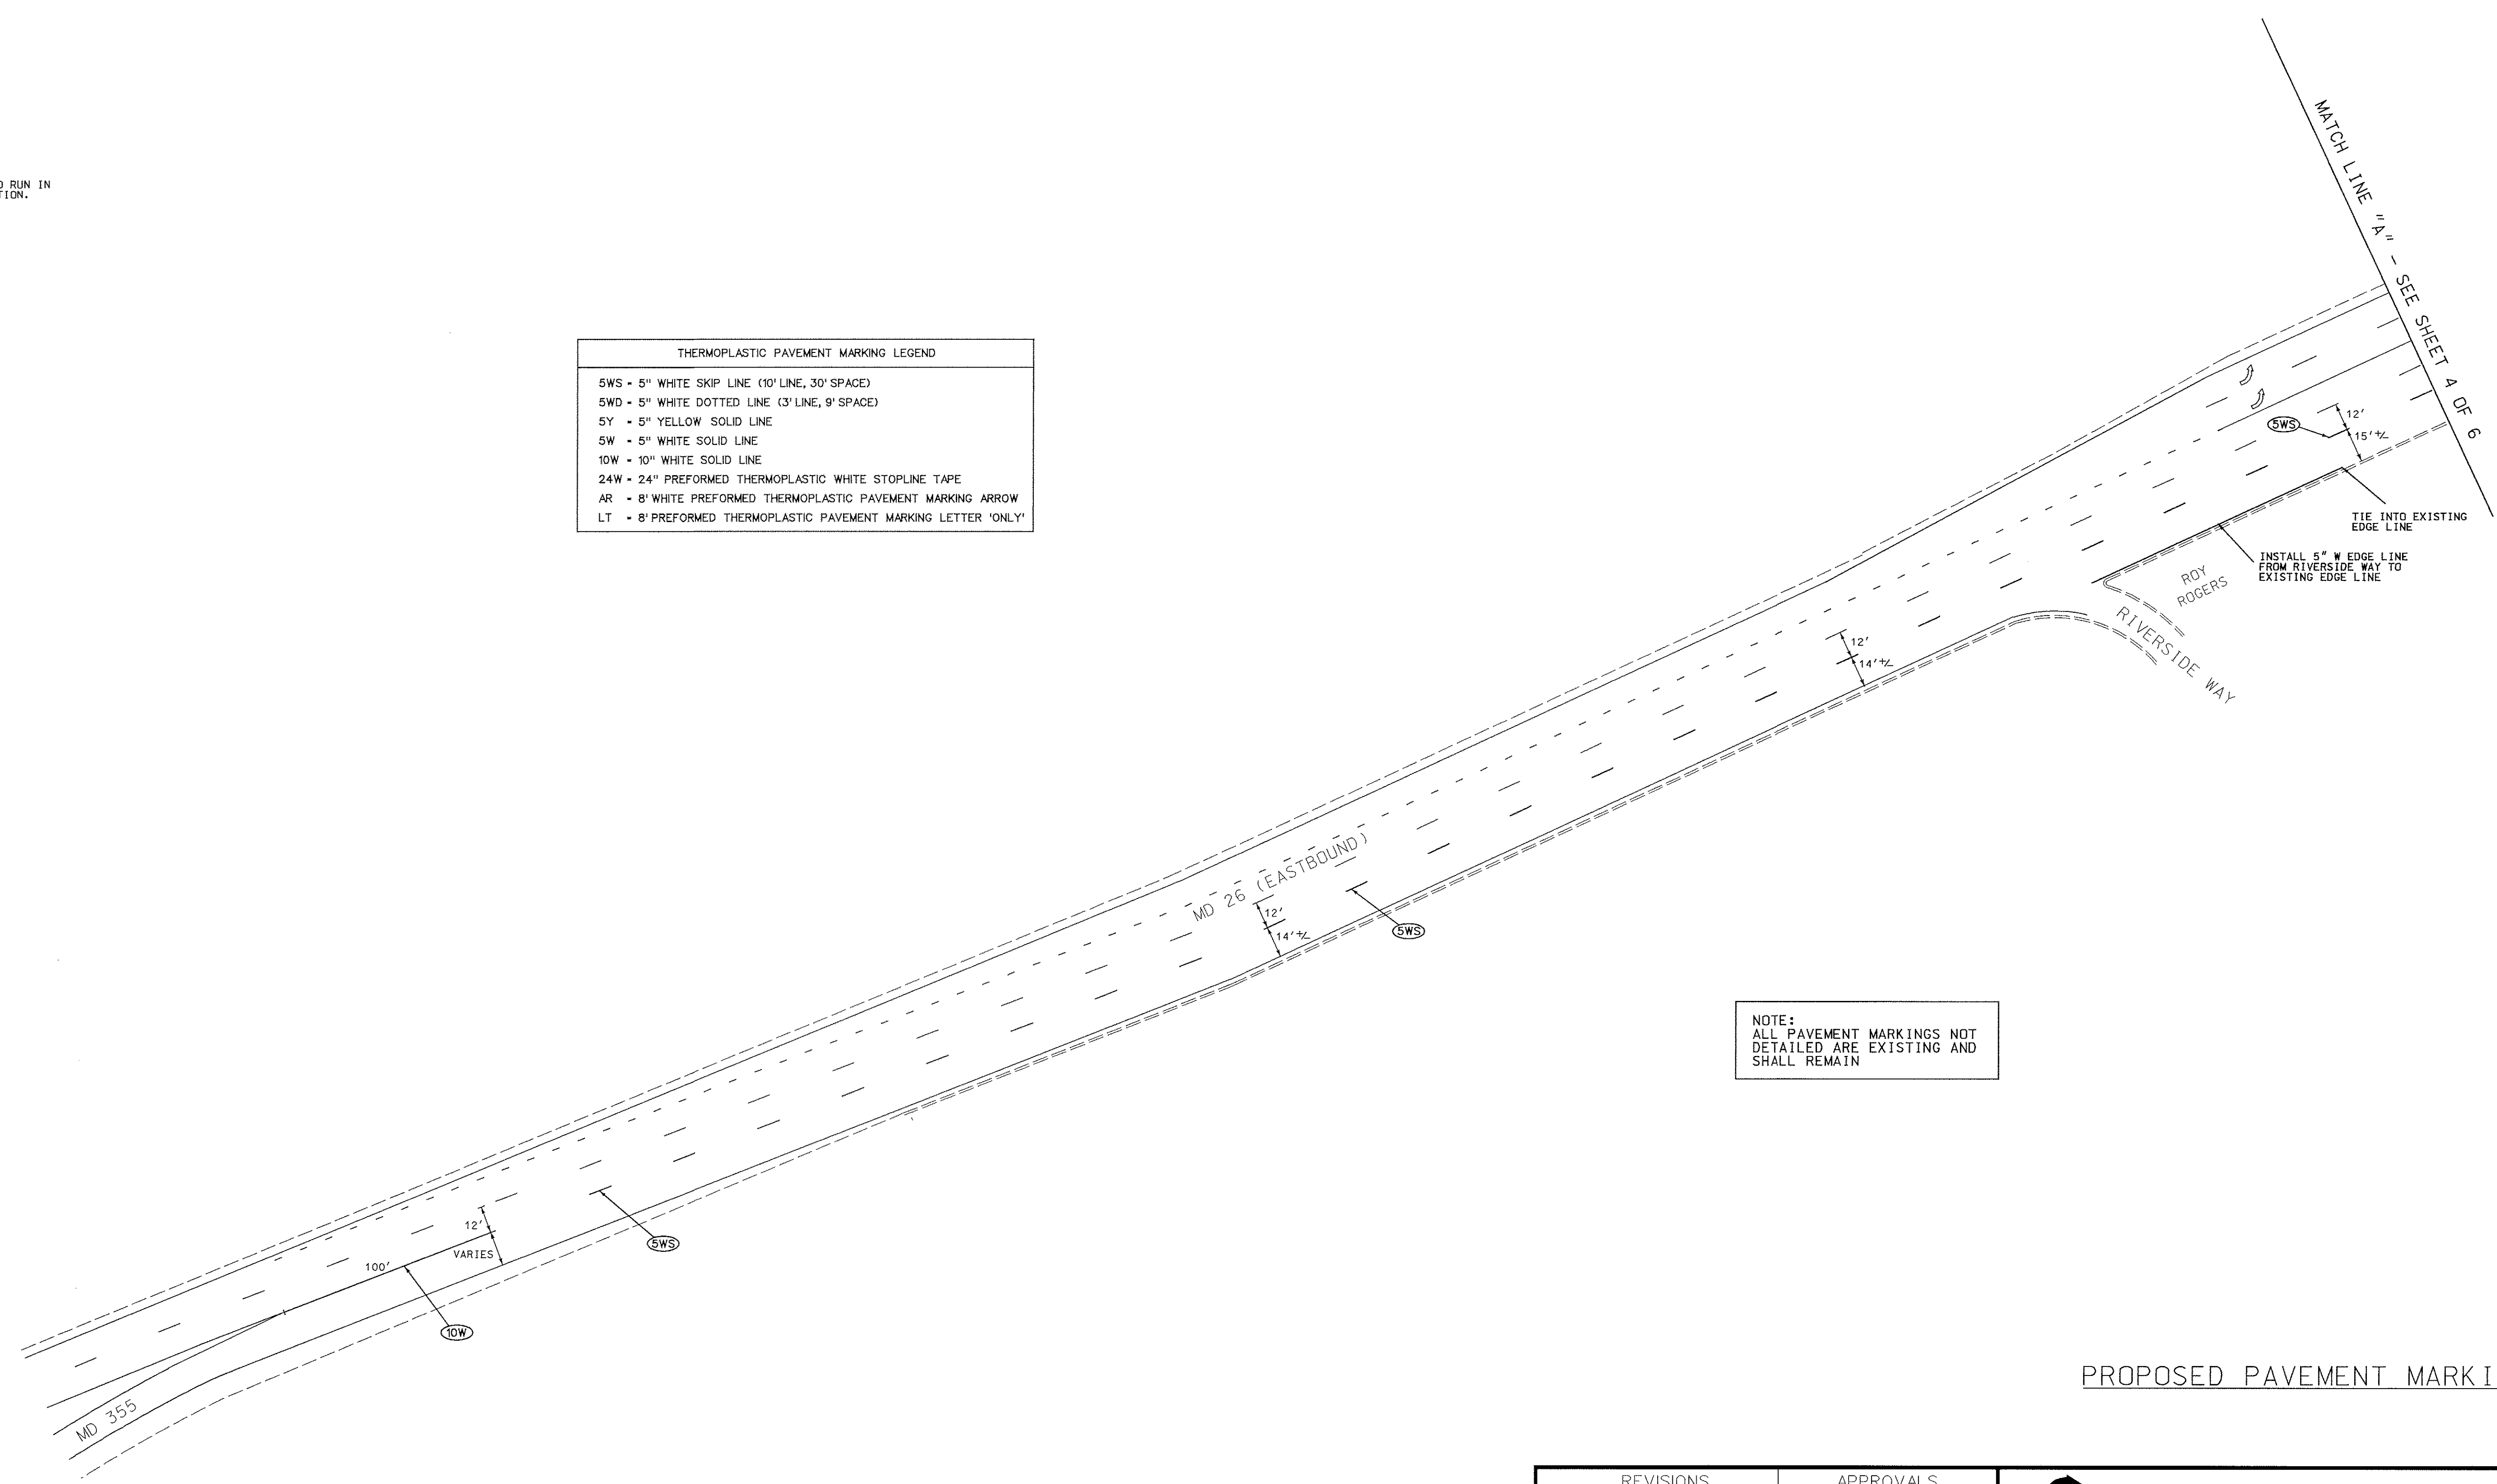 RUN IN
THERMOPLASTIC PAVEMENT MARKING LEGEND
5WS = 5" WHITE SKIP LINE (10' LINE, 30' SPACE)
5WD = 5" WHITE DOTTED LINE (3' LINE, 9' SPACE)
5Y = 5" YELLOW SOLID LINE
5W = 5" WHITE SOLID LINE
10W = 10" WHITE SOLID LINE
24W = 24" PREFORMED THERMOPLASTIC WHITE STOPLINE TAPE
AR = 8' WHITE PREFORMED THERMOPLASTIC PAVEMENT MARKING ARROW
LT = 8' PREFORMED THERMOPLASTIC PAVEMENT MARKING LETTER 'ONLY'
MATCH LINE "A" - SEE SHEET 4 OF 6
12'
5WS
15'+/-
TIE INTO EXISTING
EDGE LINE
INSTALL 5" W EDGE LINE
FROM RIVERSIDE WAY TO
EXISTING EDGE LINE
ROY
ROGERS
RIVERSIDE WAY
12'
14'+/-
MD 26 (EASTBOUND)
12'
14'+/-
5WS
NOTE:
ALL PAVEMENT MARKINGS NOT
DETAILED ARE EXISTING AND
SHALL REMAIN
12'
VARIES
5WS
100'
10W
MD 355
PROPOSED PAVEMENT MARKI
REVISIONS
APPROVALS